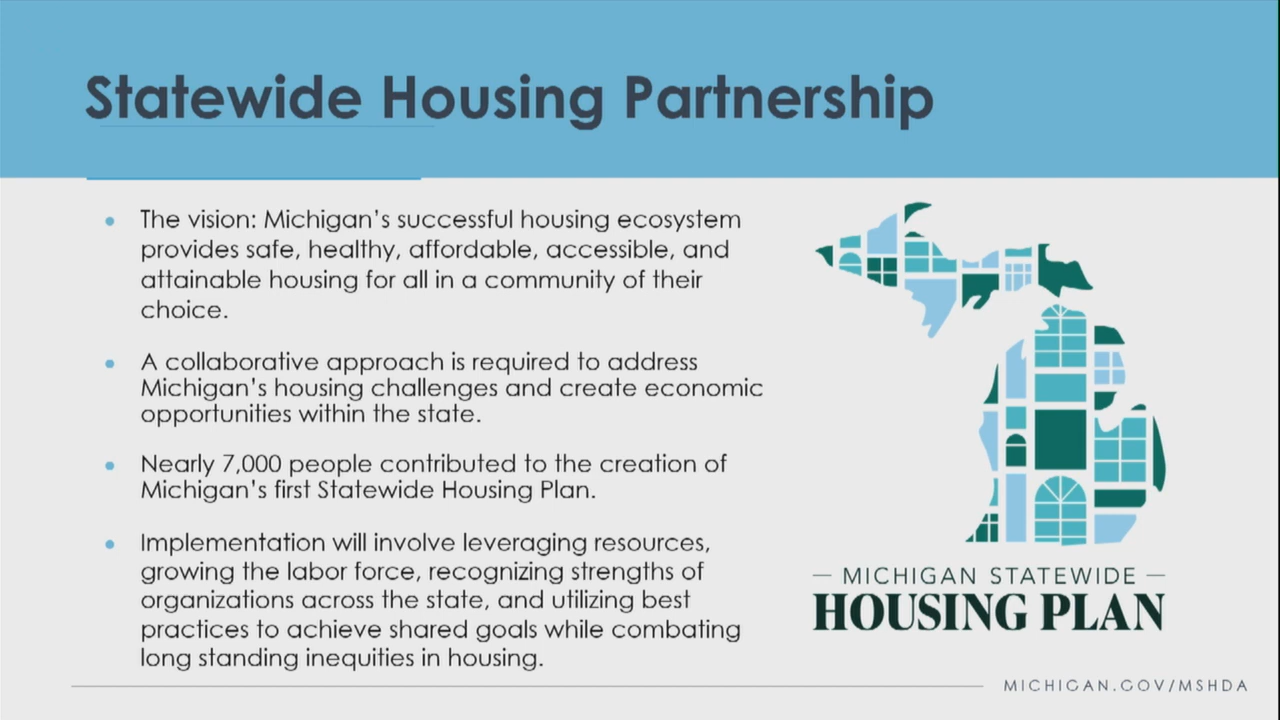 Statewide Housing Partnership
• The vision: Michigan's successful housing ecosystem
provides safe, healthy, affordable, accessible, and
attainable housing for all in a community of their
choice.
• A collaborative approach is required to address
Michigan's housing challenges and create economic
opportunities within the state.
• Nearly 7,000 people contributed to the creation of
Michigan's first Statewide Housing Plan.
• Implementation will involve leveraging resources,
growing the labor force, recognizing strengths of
organizations across the state, and utilizing best
practices to achieve shared goals while combating
long standing inequities in housing.
— MICHIGAN STATEWIDE —
HOUSING PLAN
MICHIGAN.GOV/MSHDA